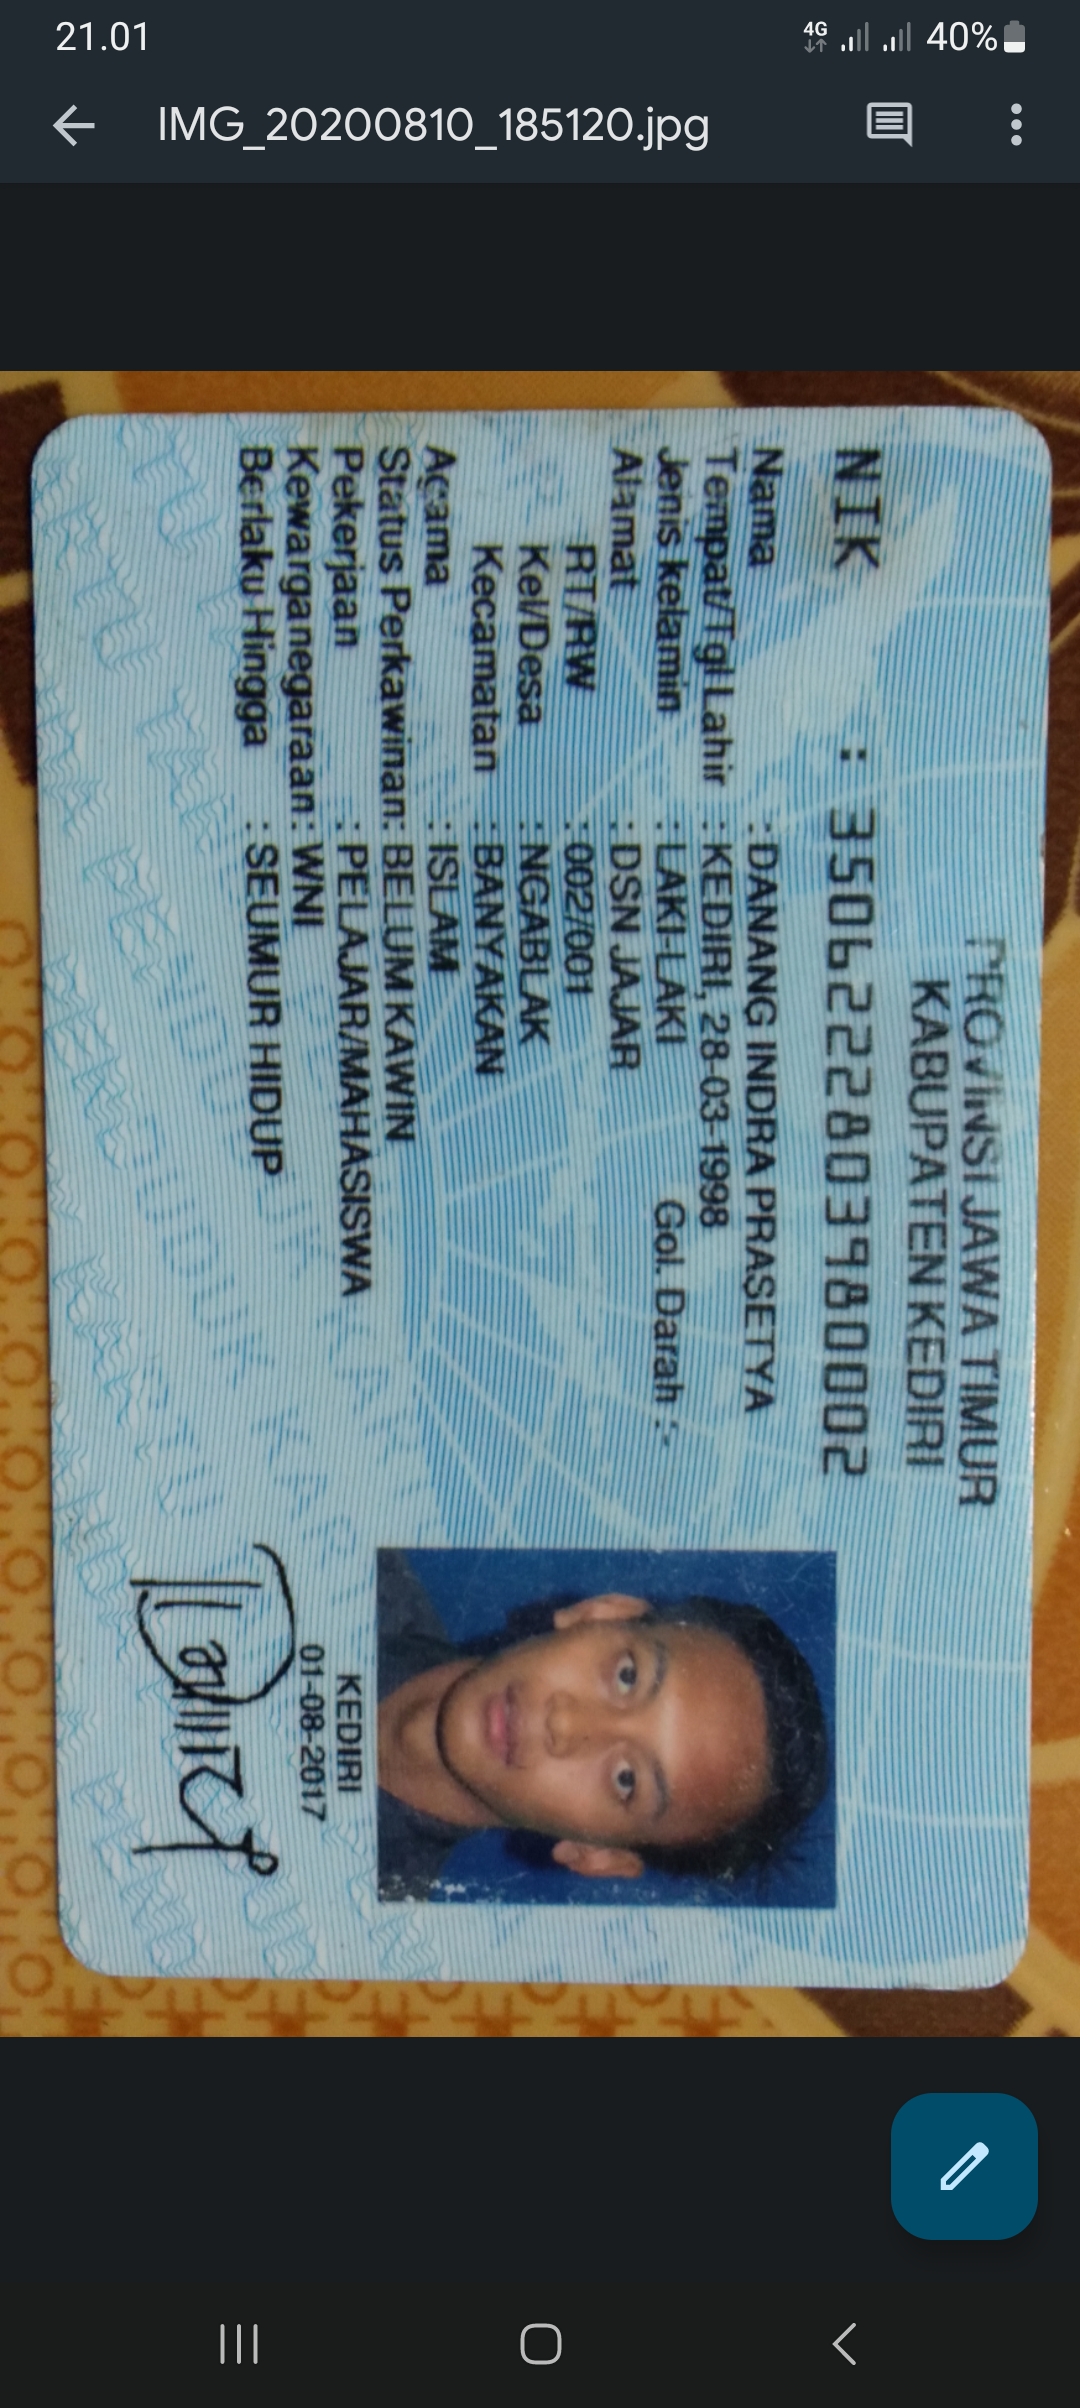 21.01
4G
40%
IMG_20200810_185120.jpg
PROVINSI JAWA TIMUR
KABUPATEN KEDIRI
NIK : 3506222803980002
Nama : DANANG INDRA PRASETYA
Tempat/Tgl Lahir : KEDIRI, 28-03-1998
Jenis kelamin : LAKI-LAKI Gol. Darah :-
Alamat : DSN JAJAR
RT/RW : 002/001
Kel/Desa : NGABLAK
Kecamatan : BANYAKAN
Agama : ISLAM
Status Perkawinan: BELUM KAWIN
Pekerjaan : PELAJAR/MAHASISWA
Kewarganegaraan: WNI
Berlaku Hingga : SEUMUR HIDUP
KEDIRI
01-08-2017